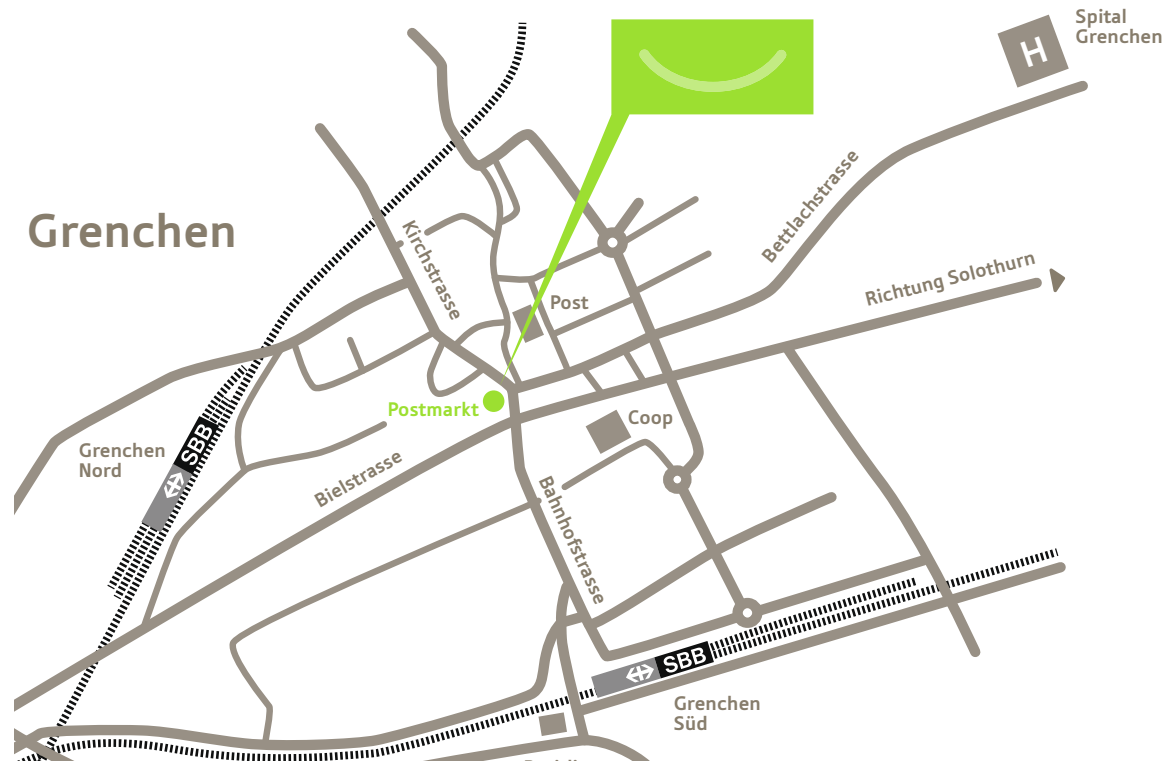 Spital
Grenchen
H
Grenchen
Kirchstrasse
Bettlachstrasse
Richtung Solothurn
Post
Postmarkt
Coop
Grenchen
Nord
SBB
Bielstrasse
Bahnhofstrasse
SBB
Grenchen
Süd